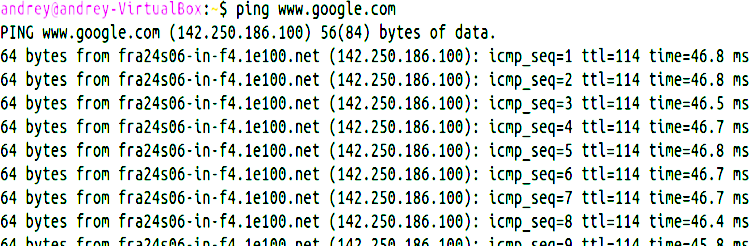 andrey@andrey-VirtualBox:~$ ping www.google.com
PING www.google.com (142.250.186.100) 56(84) bytes of data.
64 bytes from fra24s06-in-f4.1e100.net (142.250.186.100): icmp_seq=1 ttl=114 time=46.8 ms
64 bytes from fra24s06-in-f4.1e100.net (142.250.186.100): icmp_seq=2 ttl=114 time=46.8 ms
64 bytes from fra24s06-in-f4.1e100.net (142.250.186.100): icmp_seq=3 ttl=114 time=46.5 ms
64 bytes from fra24s06-in-f4.1e100.net (142.250.186.100): icmp_seq=4 ttl=114 time=46.7 ms
64 bytes from fra24s06-in-f4.1e100.net (142.250.186.100): icmp_seq=5 ttl=114 time=46.8 ms
64 bytes from fra24s06-in-f4.1e100.net (142.250.186.100): icmp_seq=6 ttl=114 time=46.7 ms
64 bytes from fra24s06-in-f4.1e100.net (142.250.186.100): icmp_seq=7 ttl=114 time=46.7 ms
64 bytes from fra24s06-in-f4.1e100.net (142.250.186.100): icmp_seq=8 ttl=114 time=46.4 ms
64 bytes from fra24s06-in-f4.1e100.net (142.250.186.100): icmp_seq=9 ttl=114 time=45.8 ms